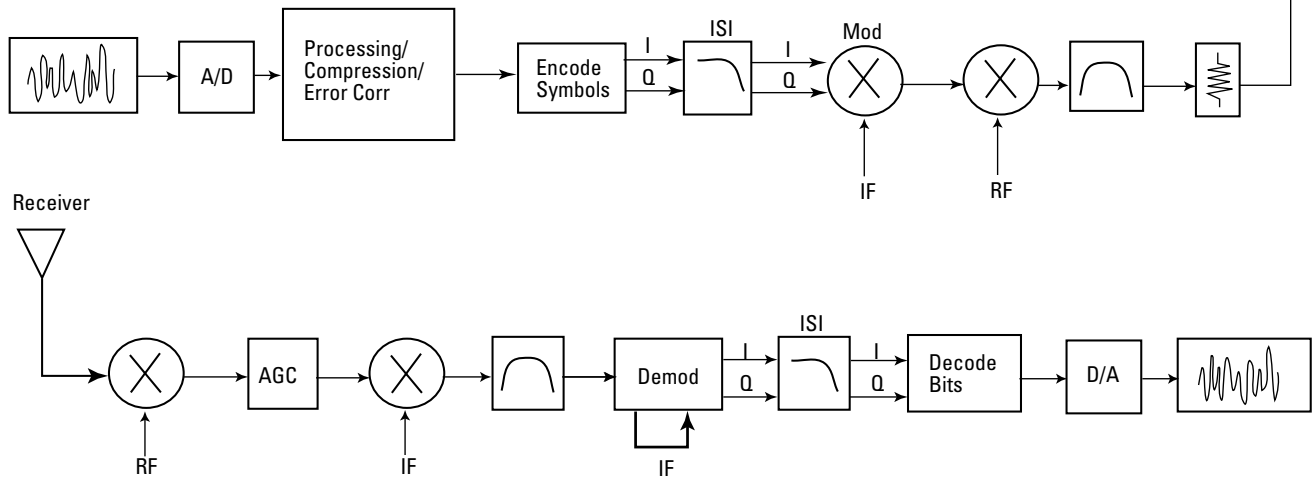 ISI
Mod
I
I
Processing/
Compression/
Error Corr
A/D
Encode
Symbols
Q
Q
IF
RF
Receiver
ISI
I
I
AGC
Demod
Decode
Bits
D/A
Q
Q
RF
IF
IF